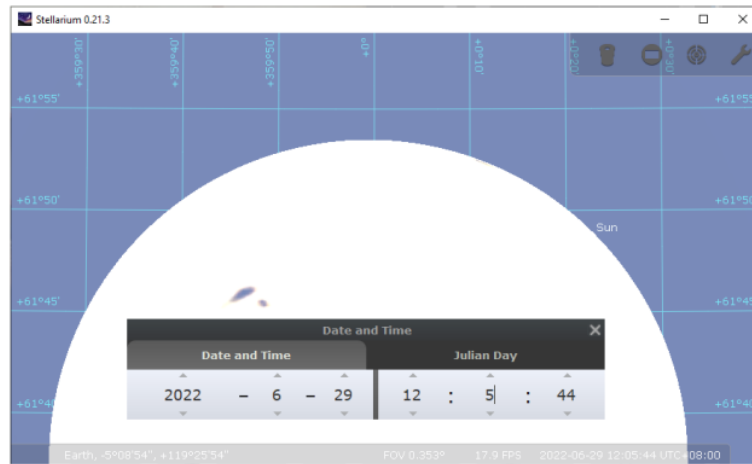 Stellarium 0.21.3
+359°30'
+359°40'
+359°50'
+0°
+0°10'
+0°20'
+0°30'
+61°55' +61°55'
+61°50' +61°50'
Sun
+61°45' +61°45'
Date and Time
Date and Time Julian Day
2022 - 6 - 29 12 : 5 : 44
+61°40' +61°40'
Earth, -5°08'54", +119°25'54" FOV 0.353° 17.9 FPS 2022-06-29 12:05:44 UTC+08:00